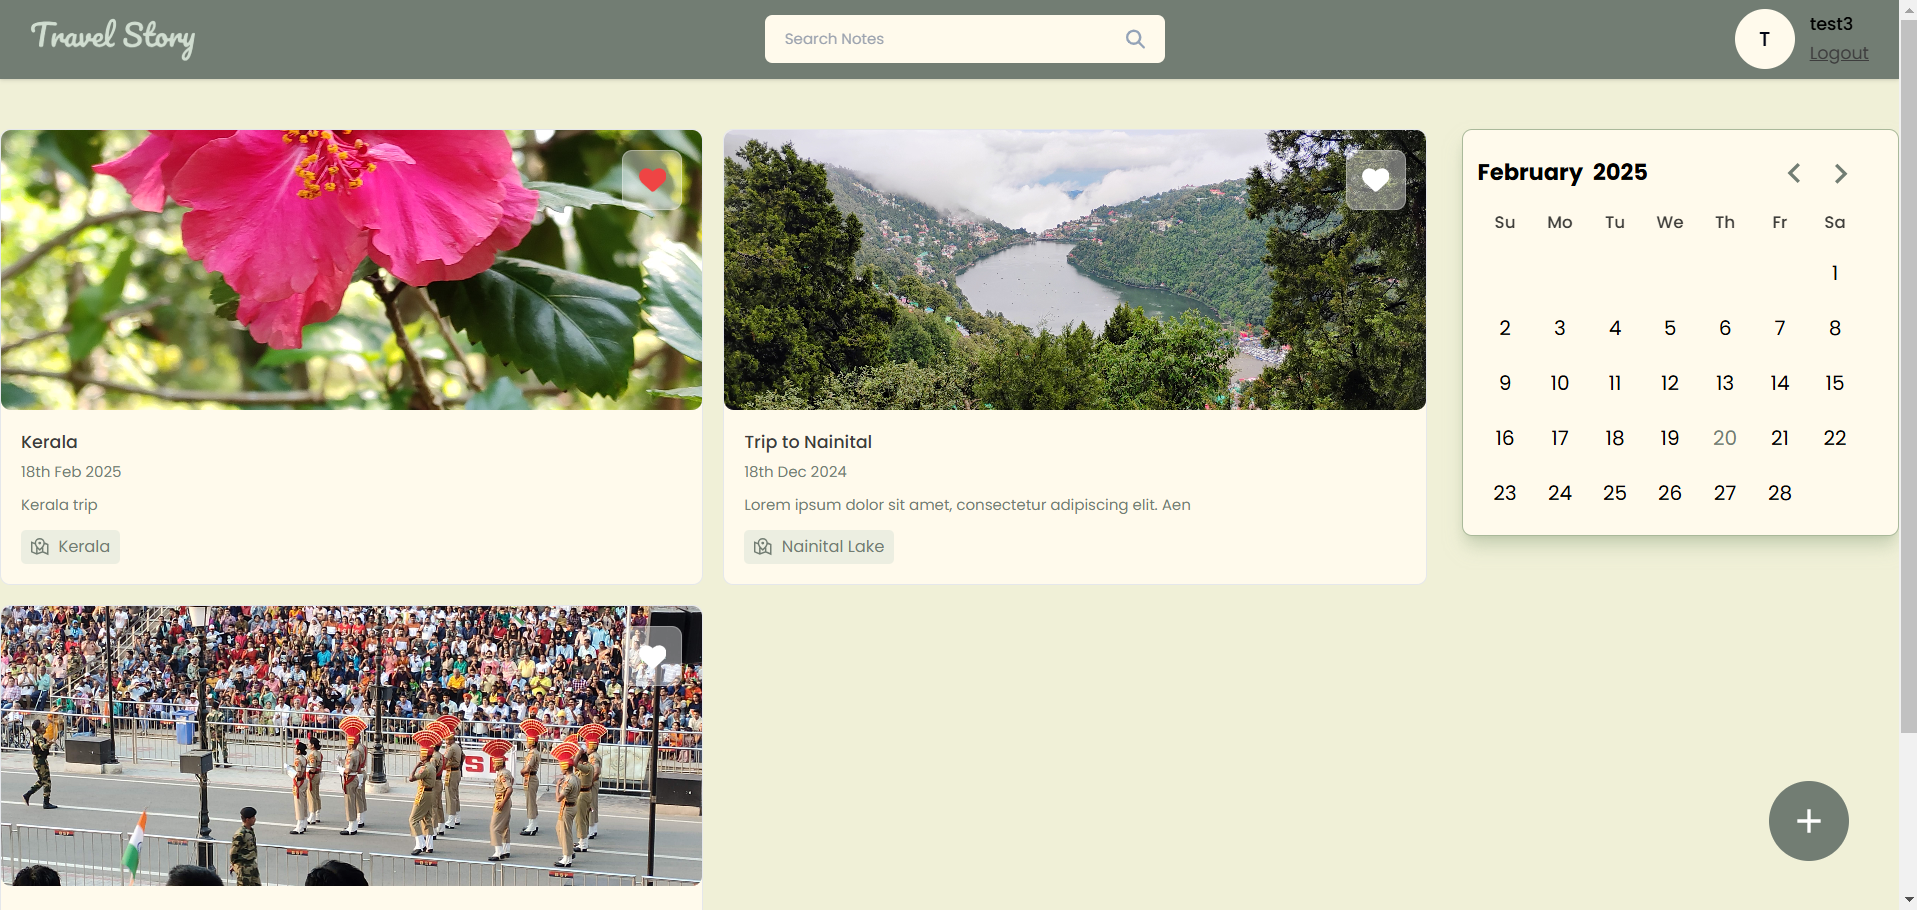 Travel Story
Search Notes
T
test3
Logout
Kerala
18th Feb 2025
Kerala trip
Kerala
Trip to Nainital
18th Dec 2024
Lorem ipsum dolor sit amet, consectetur adipiscing elit. Aen
Nainital Lake
February 2025
Su Mo Tu We Th Fr Sa
1
2 3 4 5 6 7 8
9 10 11 12 13 14 15
16 17 18 19 20 21 22
23 24 25 26 27 28